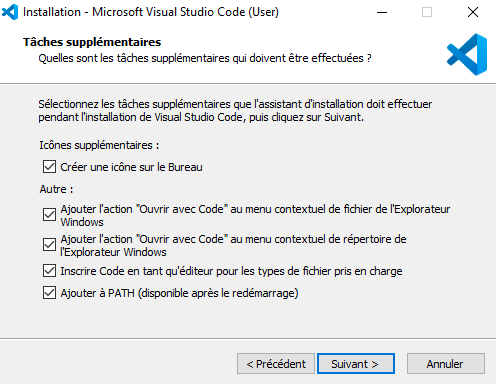 Installation - Microsoft Visual Studio Code (User)
Tâches supplémentaires
Quelles sont les tâches supplémentaires qui doivent être effectuées ?
Sélectionnez les tâches supplémentaires que l'assistant d'installation doit effectuer
pendant l'installation de Visual Studio Code, puis cliquez sur Suivant.
Icônes supplémentaires :
Créer une icône sur le Bureau
Autre :
Ajouter l'action "Ouvrir avec Code" au menu contextuel de fichier de l'Explorateur
Windows
Ajouter l'action "Ouvrir avec Code" au menu contextuel de répertoire de
l'Explorateur Windows
Inscrire Code en tant qu'éditeur pour les types de fichier pris en charge
Ajouter à PATH (disponible après le redémarrage)
< Précédent Suivant > Annuler